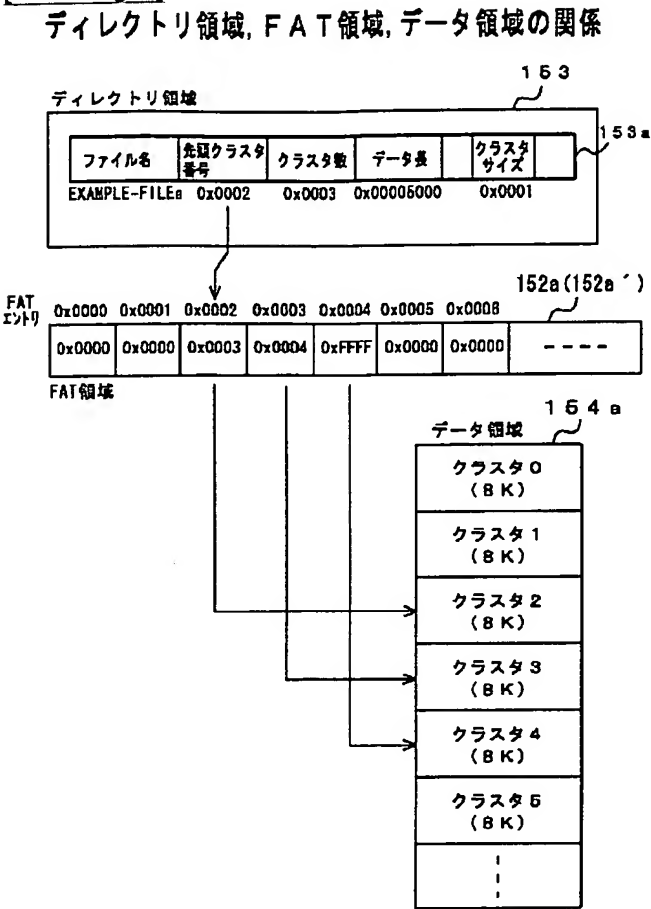 ディレクトリ領域, FAT領域, データ領域の関係
153
ディレクトリ領域
153a
ファイル名 先頭クラスタ番号 クラスタ数 データ長 クラスタサイズ
EXAMPLE-FILEa 0x0002 0x0003 0x00005000 0x0001
152a(152a´)
FATエントリ 0x0000 0x0001 0x0002 0x0003 0x0004 0x0005 0x0006
0x0000 0x0000 0x0003 0x0004 0xFFFF 0x0000 0x0000
FAT領域
154a
データ領域
クラスタ0
(8K)
クラスタ1
(8K)
クラスタ2
(8K)
クラスタ3
(8K)
クラスタ4
(8K)
クラスタ5
(8K)